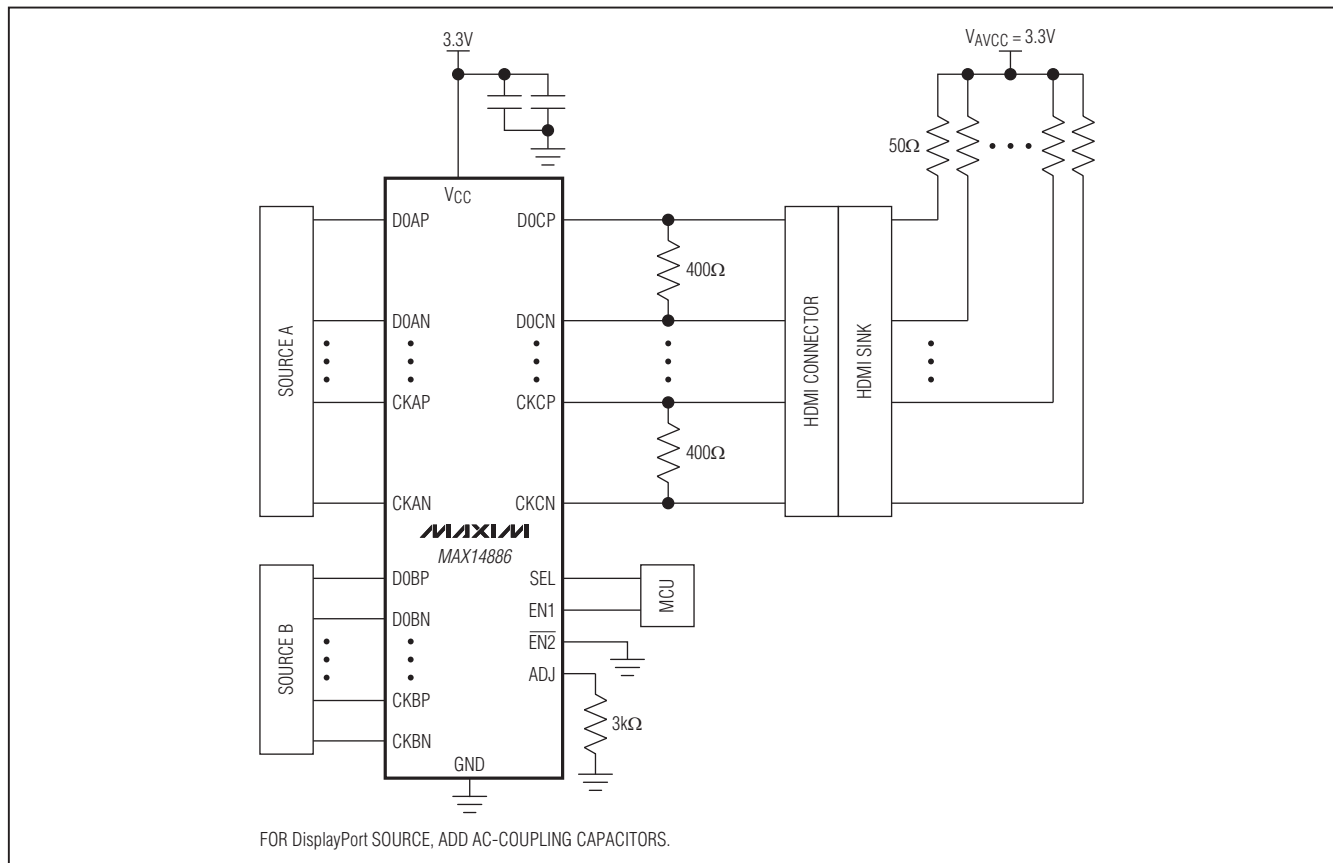 3.3V
VAVCC = 3.3V
50Ω
VCC
SOURCE A
D0AP
D0AN
CKAP
CKAN
D0CP
D0CN
CKCP
CKCN
400Ω
400Ω
HDMI CONNECTOR
HDMI SINK
MAXIM
MAX14886
SOURCE B
D0BP
D0BN
CKBP
CKBN
SEL
EN1
EN2
ADJ
MCU
3kΩ
GND
FOR DisplayPort SOURCE, ADD AC-COUPLING CAPACITORS.